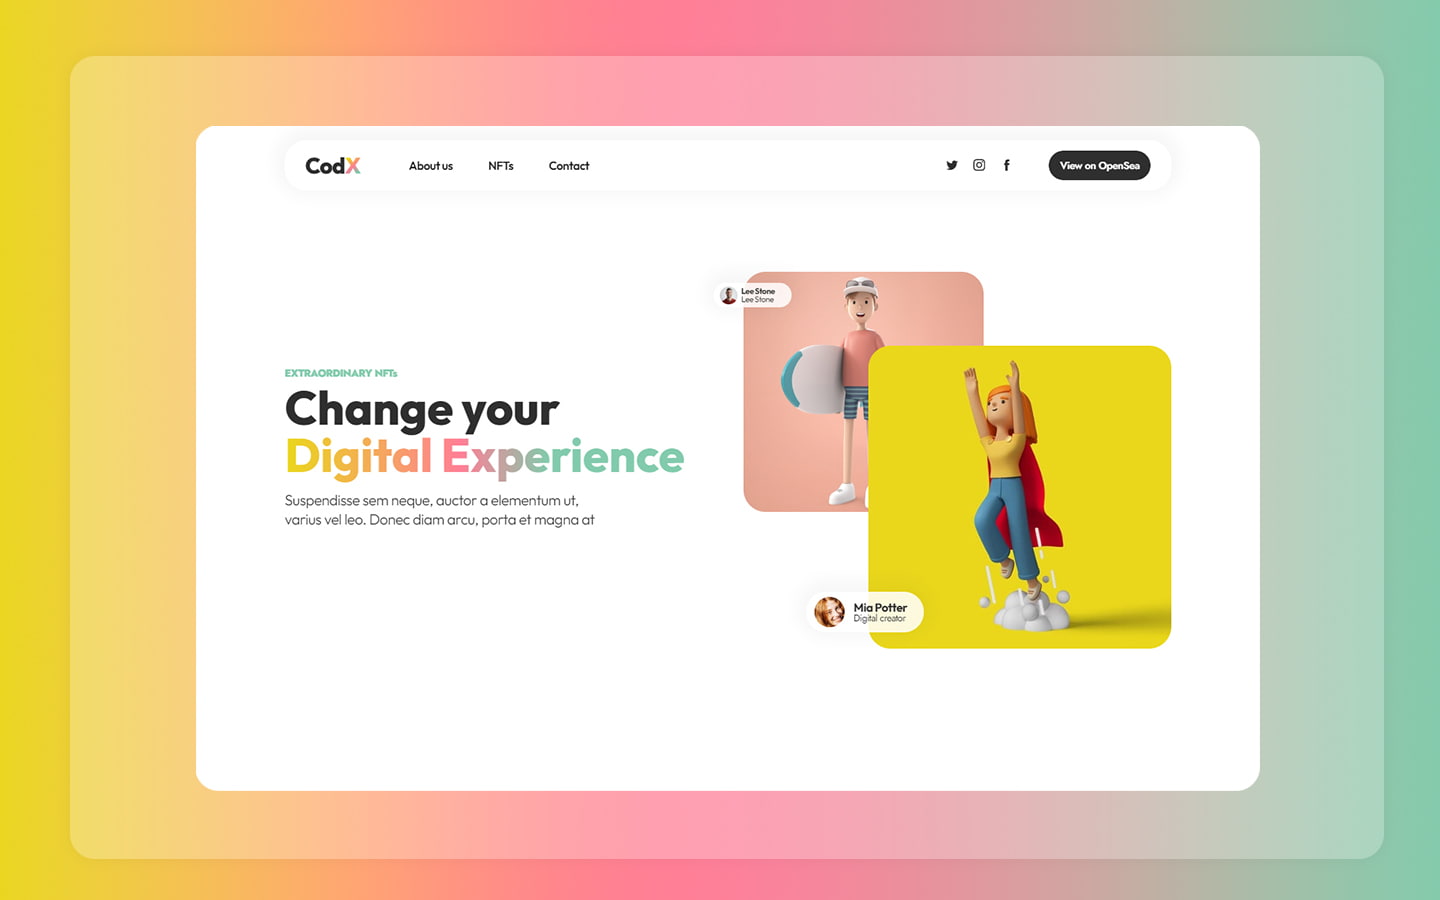 CodX
About us
NFTs
Contact
View on OpenSea
Lee Stone
Lee Stone
EXTRAORDINARY NFTs
Change your
Digital Experience
Suspendisse sem neque, auctor a elementum ut,
varius vel leo. Donec diam arcu, porta et magna at
Mia Potter
Digital creator